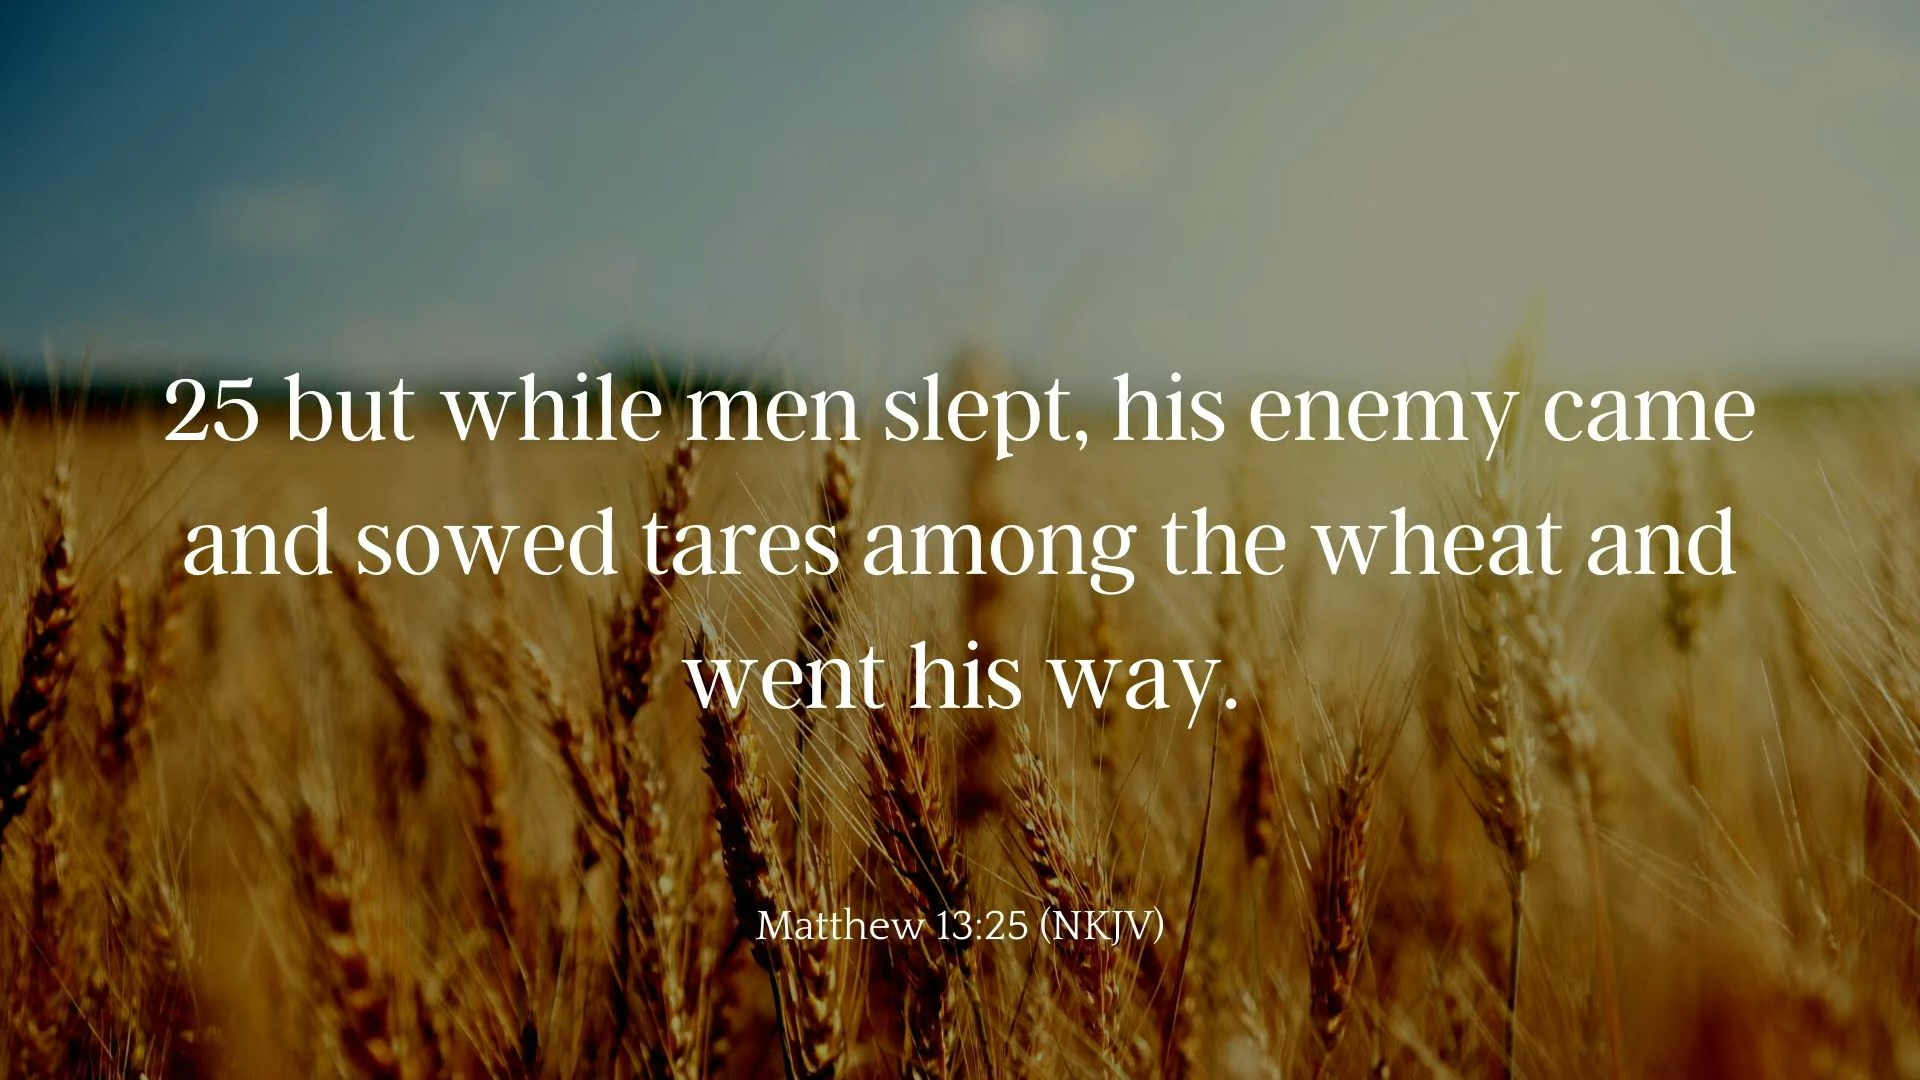 25 but while men slept, his enemy came
and sowed tares among the wheat and
went his way.
Matthew 13:25 (NKJV)